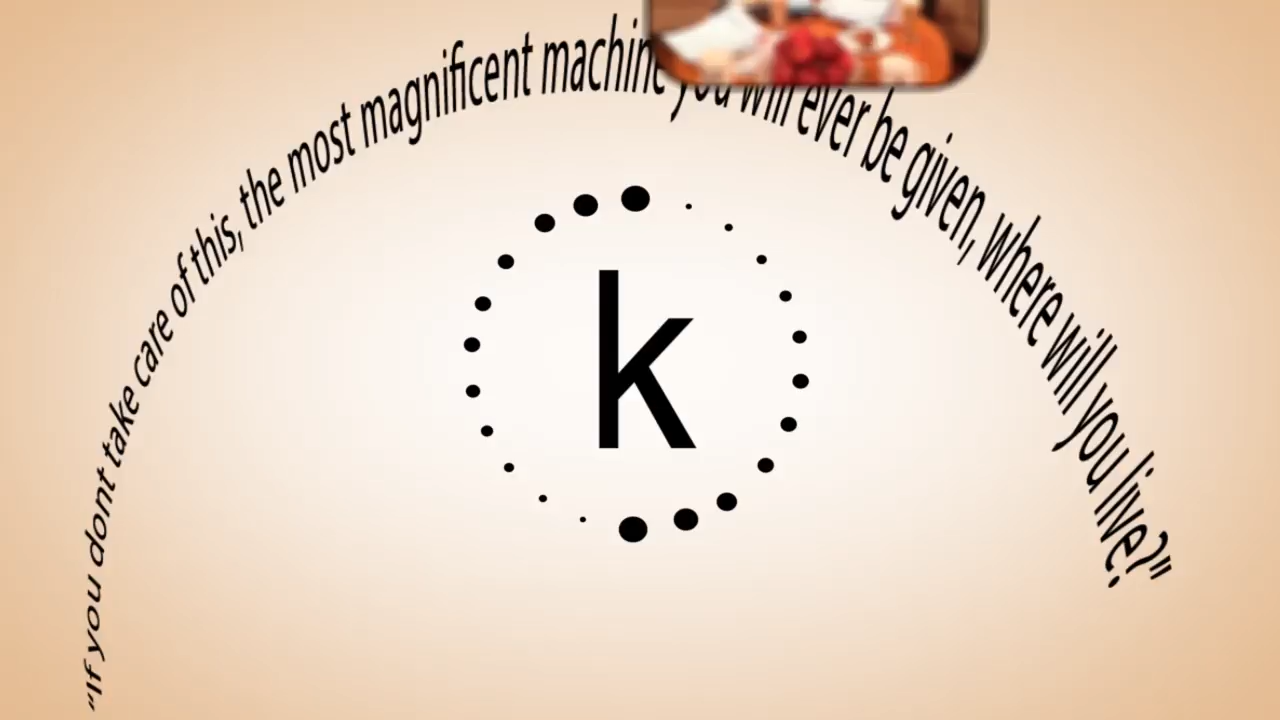 "If you dont take care of this, the most magnificent machine you will ever be given, where will you live?"
k